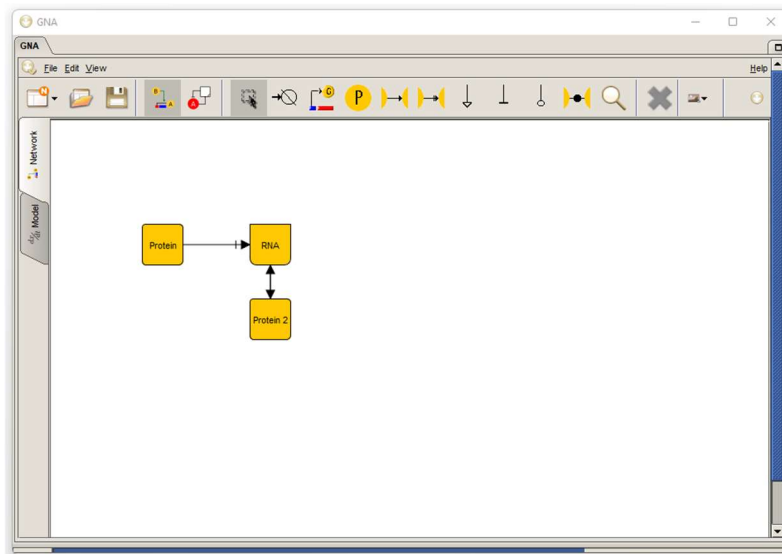 GNA
GNA
File Edit View
Help
N
B
A
A
G
P
Network
Model
Protein
RNA
Protein 2